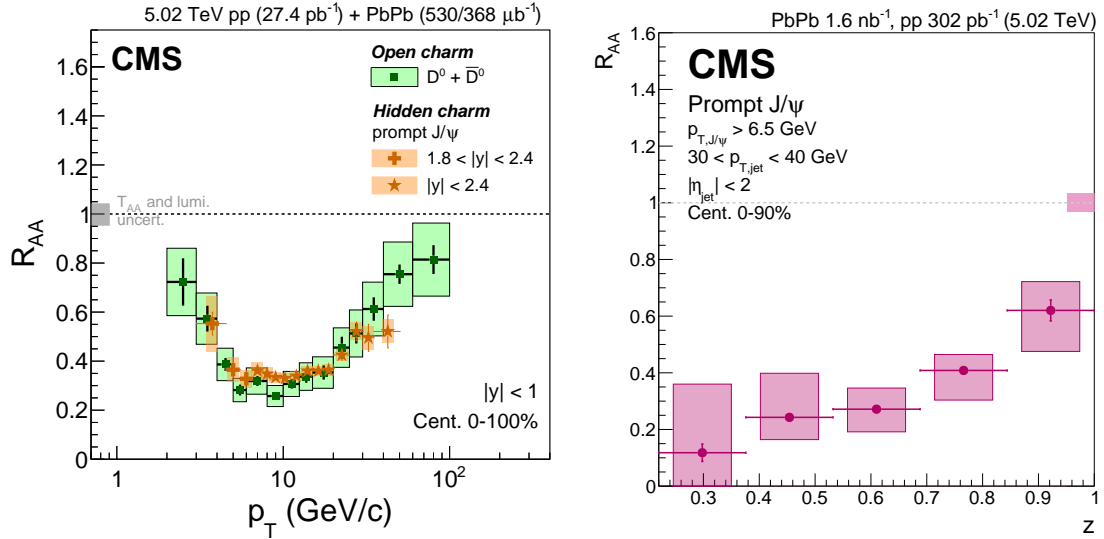 5.02 TeV pp (27.4 pb⁻¹) + PbPb (530/368 μb⁻¹)
CMS
Open charm
D⁰ + D̅⁰
Hidden charm
prompt J/ψ
1.8 < |y| < 2.4
|y| < 2.4
T_AA and lumi.
uncert.
|y| < 1
Cent. 0-100%
R_AA
0
0.2
0.4
0.6
0.8
1
1.2
1.4
1.6
1
10
10²
p_T (GeV/c)
PbPb 1.6 nb⁻¹, pp 302 pb⁻¹ (5.02 TeV)
CMS
Prompt J/ψ
p_T,J/ψ > 6.5 GeV
30 < p_T,jet < 40 GeV
|η_jet| < 2
Cent. 0-90%
R_AA
1.6
1.4
1.2
1
0.8
0.6
0.4
0.2
0
0.3
0.4
0.5
0.6
0.7
0.8
0.9
1
z